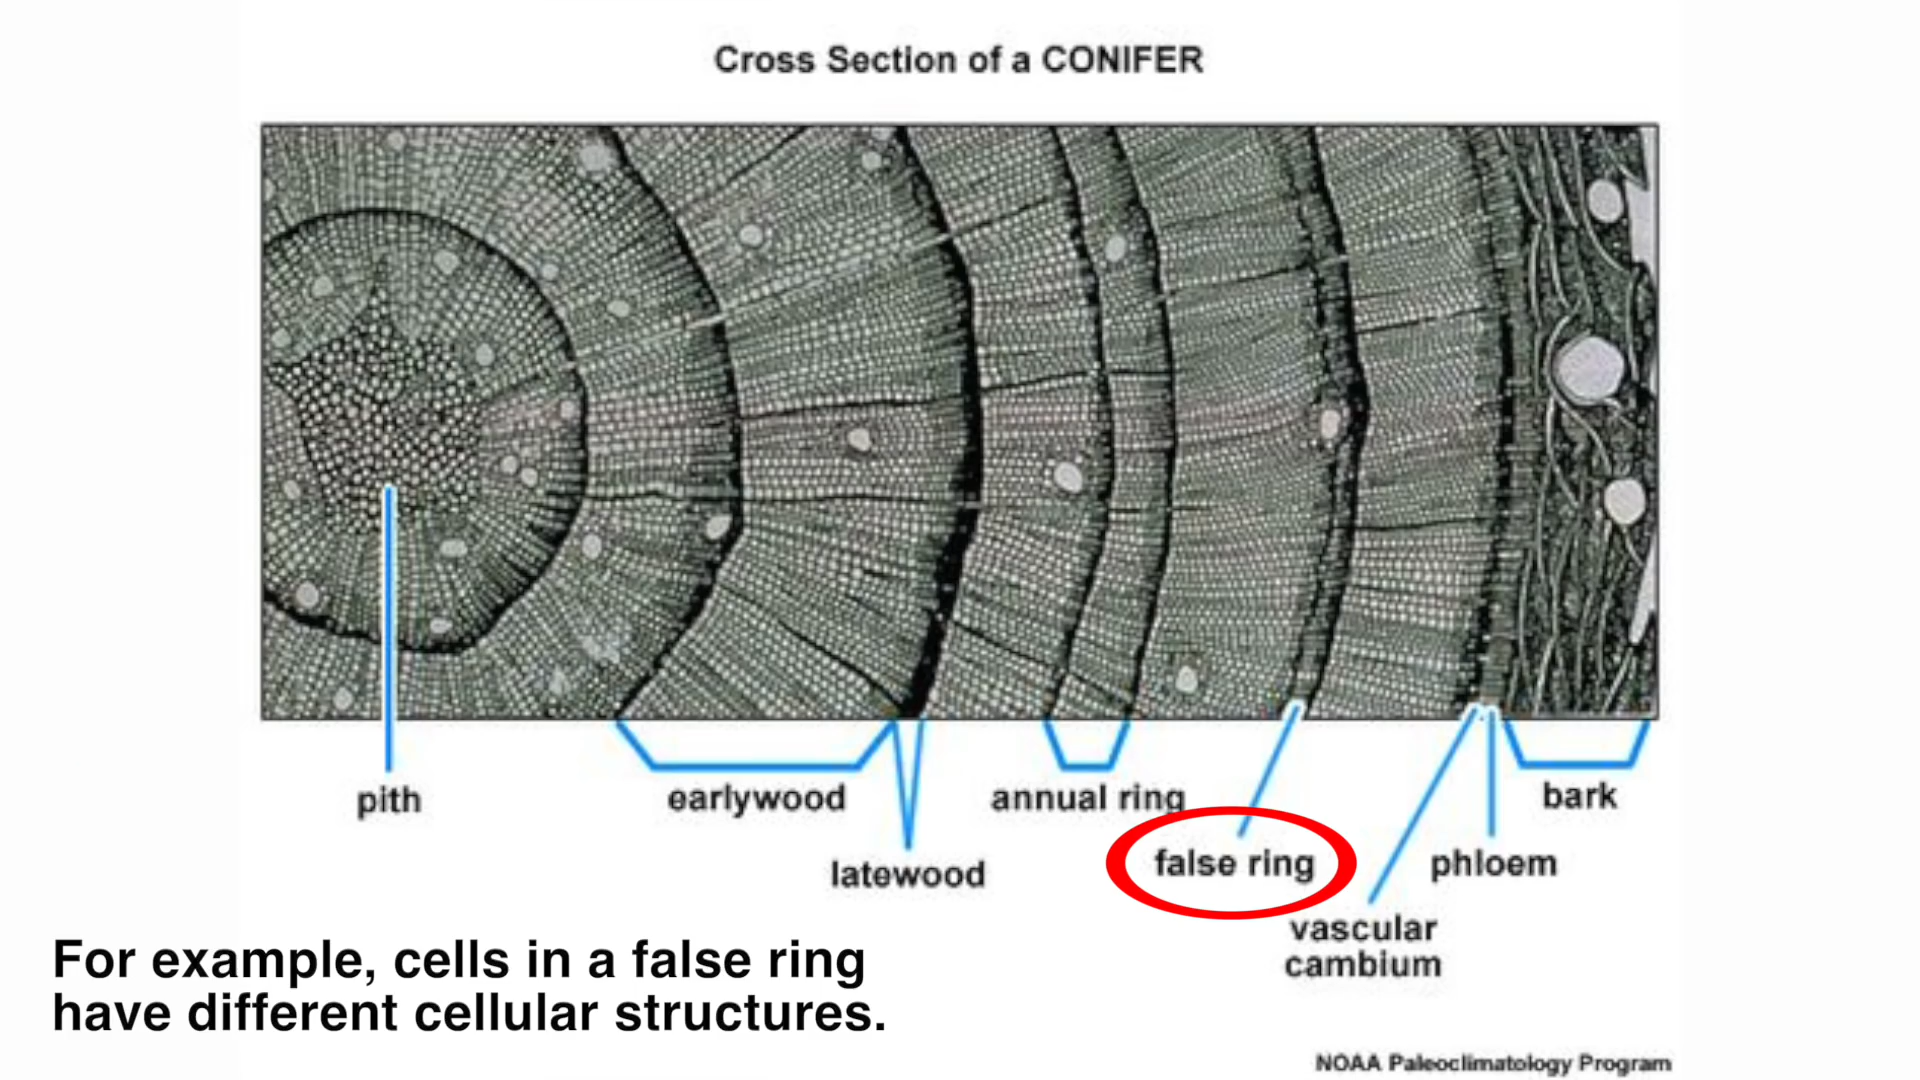 Cross Section of a CONIFER
pith
earlywood
latewood
annual ring
false ring
vascular
cambium
phloem
bark
For example, cells in a false ring
have different cellular structures.
NOAA Paleoclimatology Program